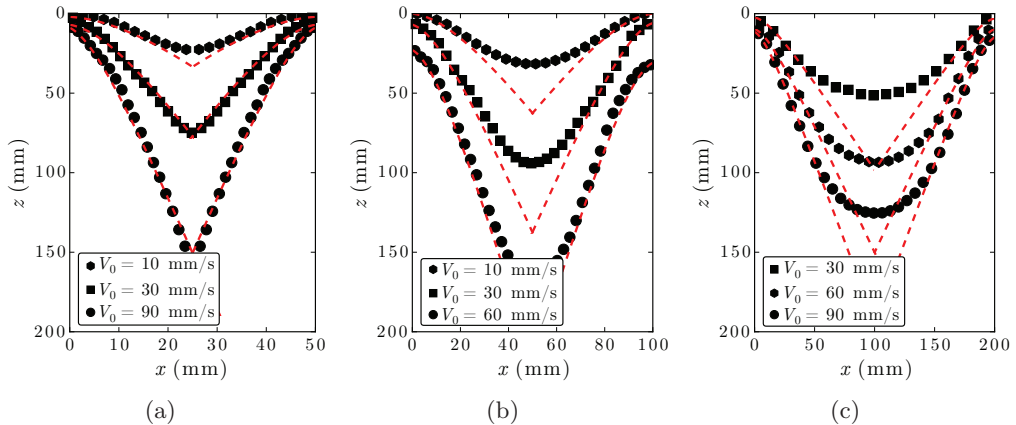 0
50
100
150
200
z (mm)
0 10 20 30 40 50
x (mm)
V₀ = 10 mm/s
V₀ = 30 mm/s
V₀ = 90 mm/s
(a)
0
50
100
150
200
z (mm)
0 20 40 60 80 100
x (mm)
V₀ = 10 mm/s
V₀ = 30 mm/s
V₀ = 60 mm/s
(b)
0
50
100
150
200
z (mm)
0 50 100 150 200
x (mm)
V₀ = 30 mm/s
V₀ = 60 mm/s
V₀ = 90 mm/s
(c)